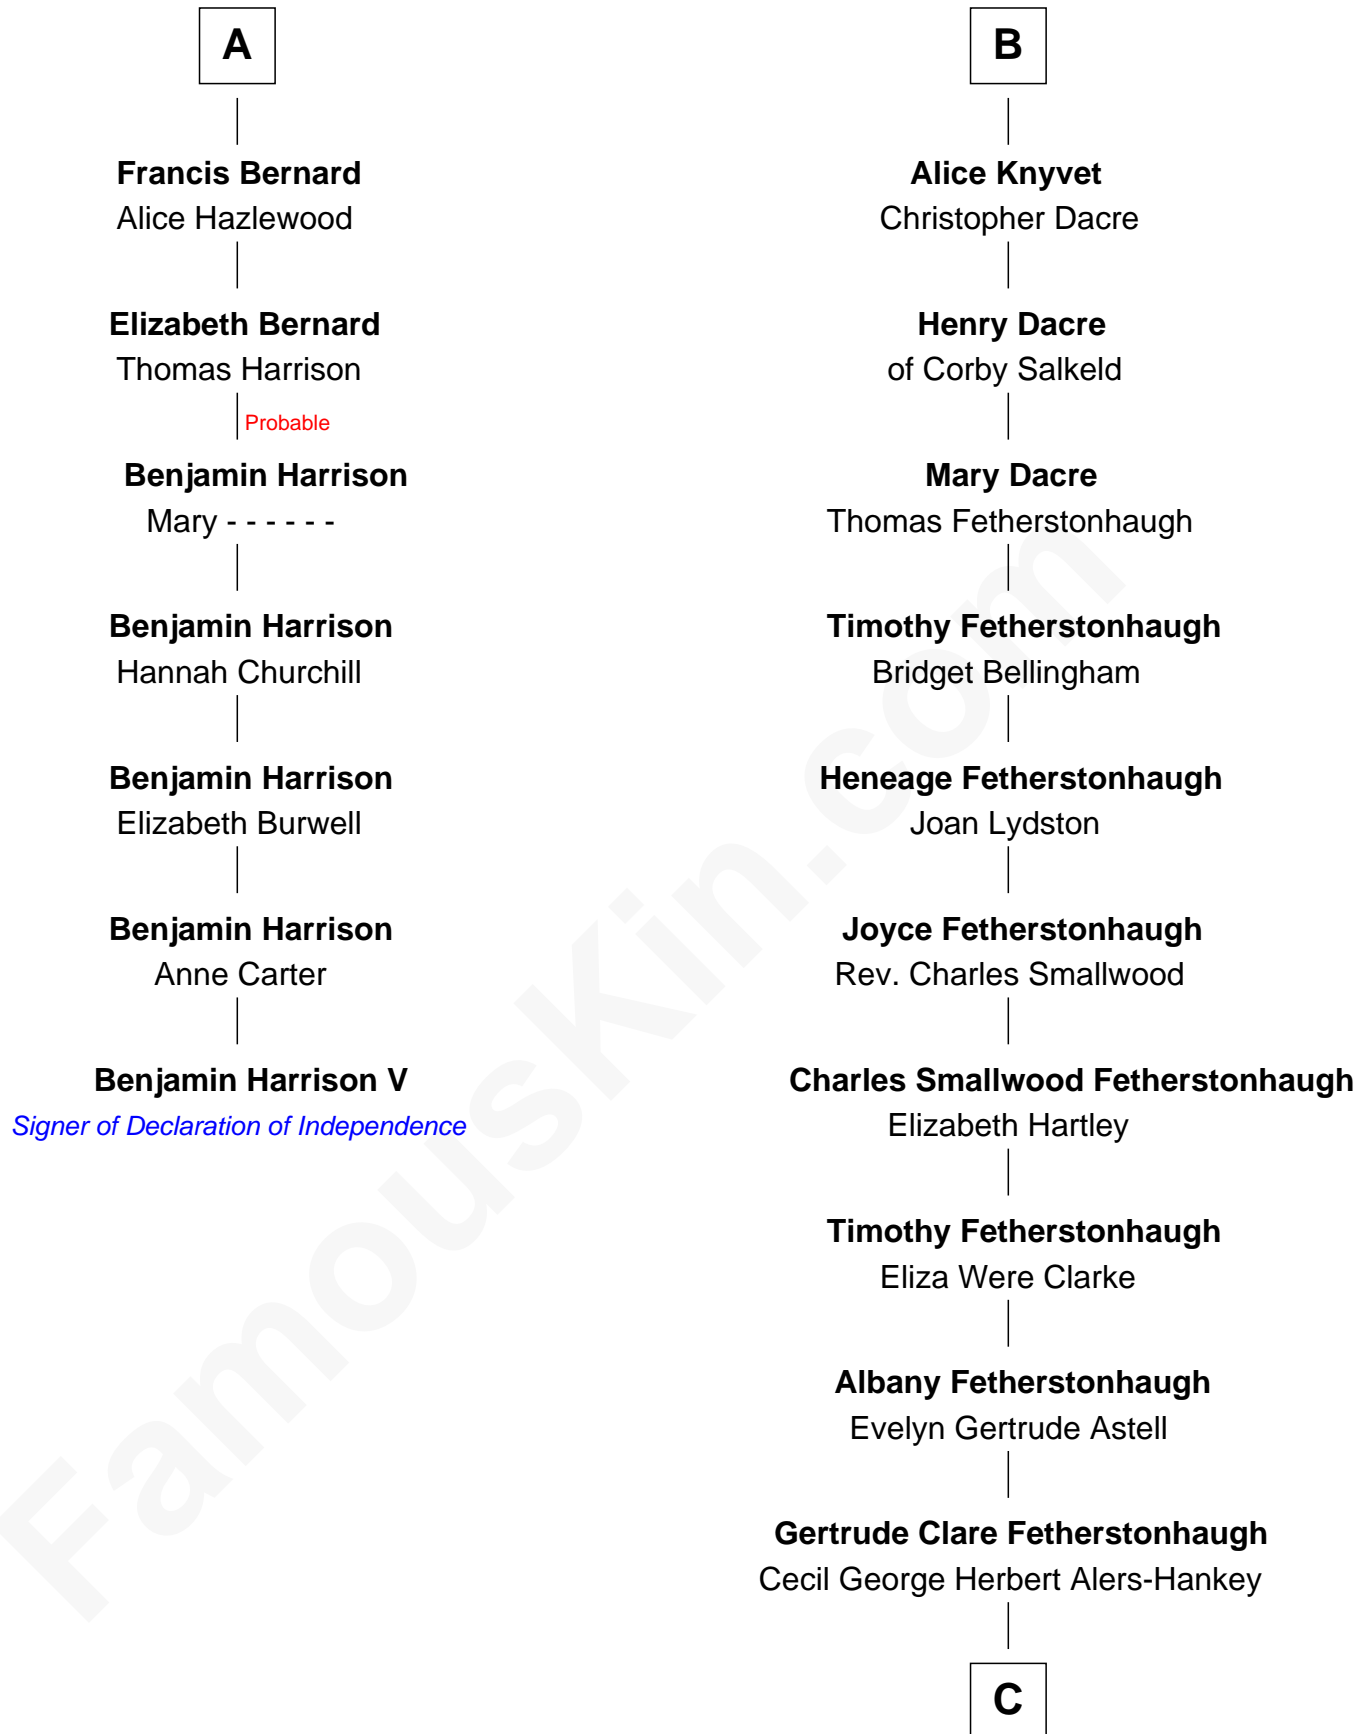 A
Francis Bernard
Alice Hazlewood
Elizabeth Bernard
Thomas Harrison
Probable
Benjamin Harrison
Mary - - - - - -
Benjamin Harrison
Hannah Churchill
Benjamin Harrison
Elizabeth Burwell
Benjamin Harrison
Anne Carter
Benjamin Harrison V
Signer of Declaration of Independence
B
Alice Knyvet
Christopher Dacre
Henry Dacre
of Corby Salkeld
Mary Dacre
Thomas Fetherstonhaugh
Timothy Fetherstonhaugh
Bridget Bellingham
Heneage Fetherstonhaugh
Joan Lydston
Joyce Fetherstonhaugh
Rev. Charles Smallwood
Charles Smallwood Fetherstonhaugh
Elizabeth Hartley
Timothy Fetherstonhaugh
Eliza Were Clarke
Albany Fetherstonhaugh
Evelyn Gertrude Astell
Gertrude Clare Fetherstonhaugh
Cecil George Herbert Alers-Hankey
C
FamousKin.com